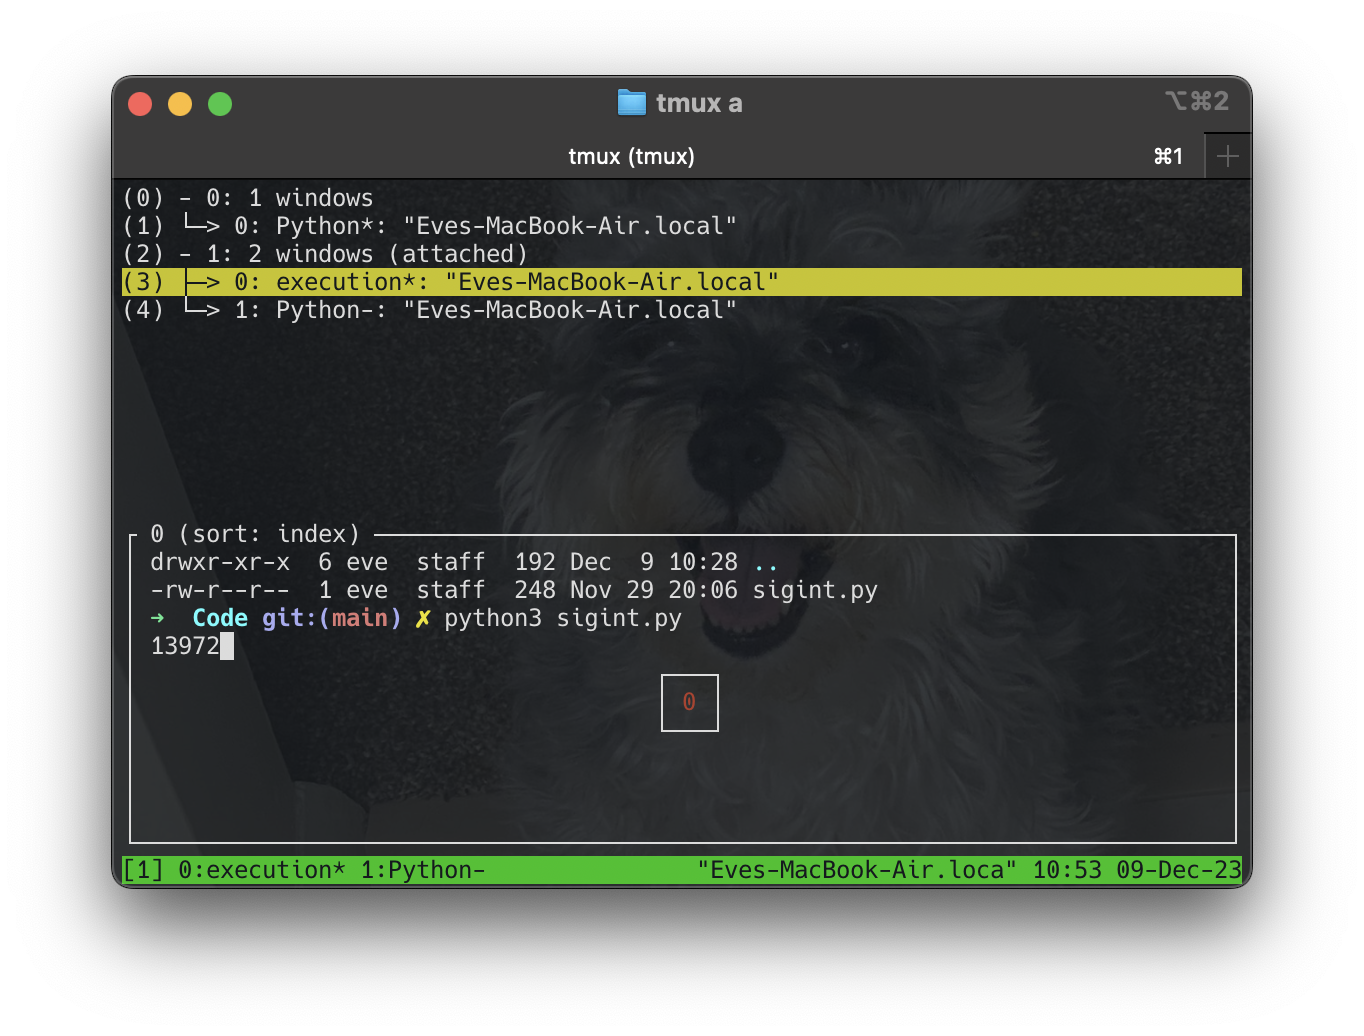 tmux a
⌥⌘2
tmux (tmux)
⌘1
(0) - 0: 1 windows
(1) └─> 0: Python*: "Eves-MacBook-Air.local"
(2) - 1: 2 windows (attached)
(3) ├─> 0: execution*: "Eves-MacBook-Air.local"
(4) └─> 1: Python-: "Eves-MacBook-Air.local"
0 (sort: index)
drwxr-xr-x  6 eve  staff  192 Dec  9 10:28 ..
-rw-r--r--  1 eve  staff  248 Nov 29 20:06 sigint.py
➜  Code git:(main) ✗ python3 sigint.py
13972
0
[1] 0:execution* 1:Python- "Eves-MacBook-Air.loca" 10:53 09-Dec-23